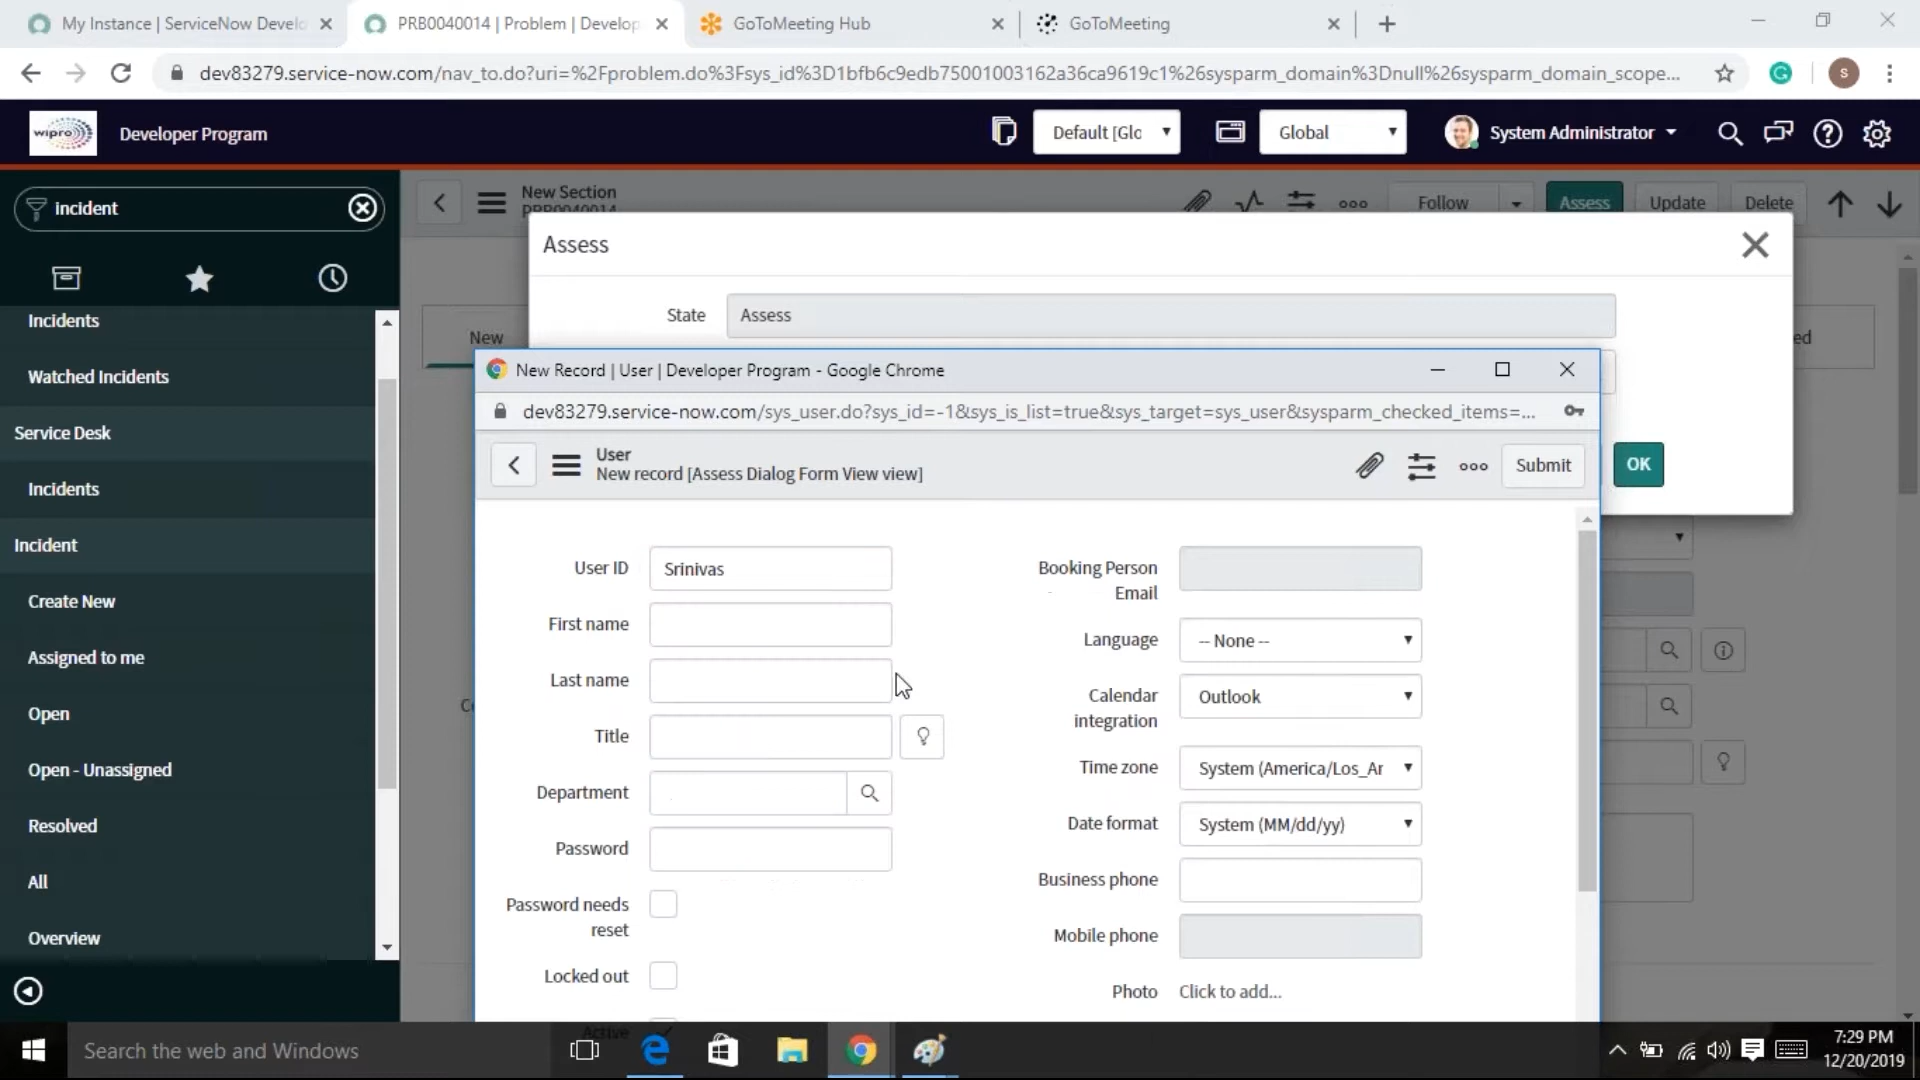 My Instance | ServiceNow Develo
PRB0040014 | Problem | Develop
GoToMeeting Hub
GoToMeeting
dev83279.service-now.com/nav_to.do?uri=%2Fproblem.do%3Fsys_id%3D1bfb6c9edb75001003162a36ca9619c1%26sysparm_domain%3Dnull%26sysparm_domain_scope...
S
wipro
Developer Program
Default [Glo
Global
System Administrator
incident
New Section
PRB0040014
Follow
Assess
Update
Delete
Assess
State
Assess
New
ed
Incidents
Watched Incidents
Service Desk
Incidents
Incident
Create New
Assigned to me
Open
Open - Unassigned
Resolved
All
Overview
New Record | User | Developer Program - Google Chrome
dev83279.service-now.com/sys_user.do?sys_id=-1&sys_is_list=true&sys_target=sys_user&sysparm_checked_items=...
User
New record [Assess Dialog Form View view]
Submit
OK
User ID
Srinivas
First name
Last name
Title
Department
Password
Password needs
reset
Locked out
Active
Booking Person
Email
Language
-- None --
Calendar
integration
Outlook
Time zone
System (America/Los_Ar
Date format
System (MM/dd/yy)
Business phone
Mobile phone
Photo
Click to add...
Search the web and Windows
7:29 PM
12/20/2019